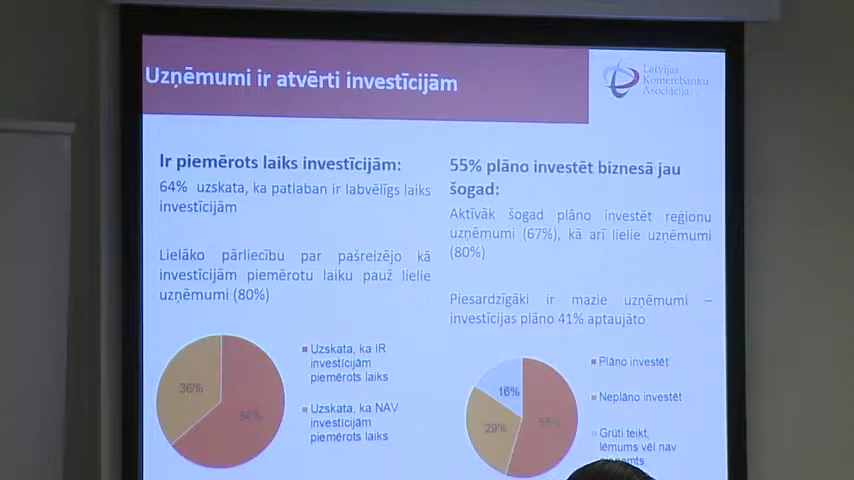 Uzņēmumi ir atvērti investīcijām
Latvijas
Komercbanku
Asociācija
Ir piemērots laiks investīcijām:
64% uzskata, ka patlaban ir labvēlīgs laiks
investīcijām
Lielāko pārliecību par pašreizējo kā
investīcijām piemērotu laiku pauž lielie
uzņēmumi (80%)
36%
64%
Uzskata, ka IR
investīcijām
piemērots laiks
Uzskata, ka NAV
investīcijām
piemērots laiks
55% plāno investēt biznesā jau
šogad:
Aktīvāk šogad plāno investēt reģionu
uzņēmumi (67%), kā arī lielie uzņēmumi
(80%)
Piesardzīgāki ir mazie uzņēmumi –
investīcijas plāno 41% aptaujāto
16%
29%
55%
Plāno investēt
Neplāno investēt
Grūti teikt,
lēmums vēl nav